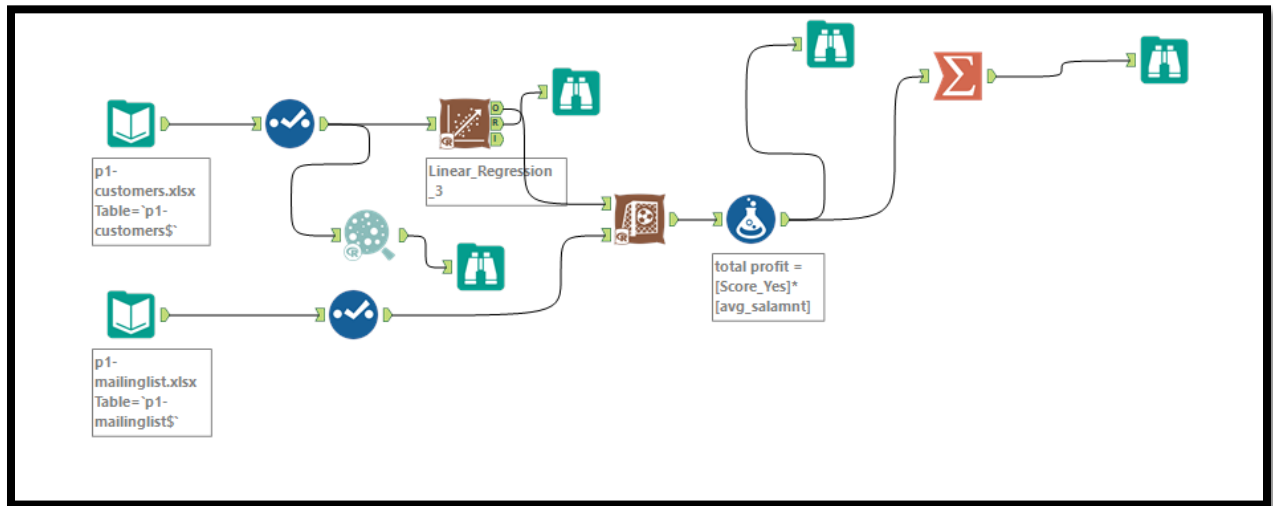 O
R
I
p1-
customers.xlsx
Table=`p1-
customers$`
Linear_Regression
_3
R
R
R
total profit =
[Score_Yes]*
[avg_salamnt]
p1-
mailinglist.xlsx
Table=`p1-
mailinglist$`